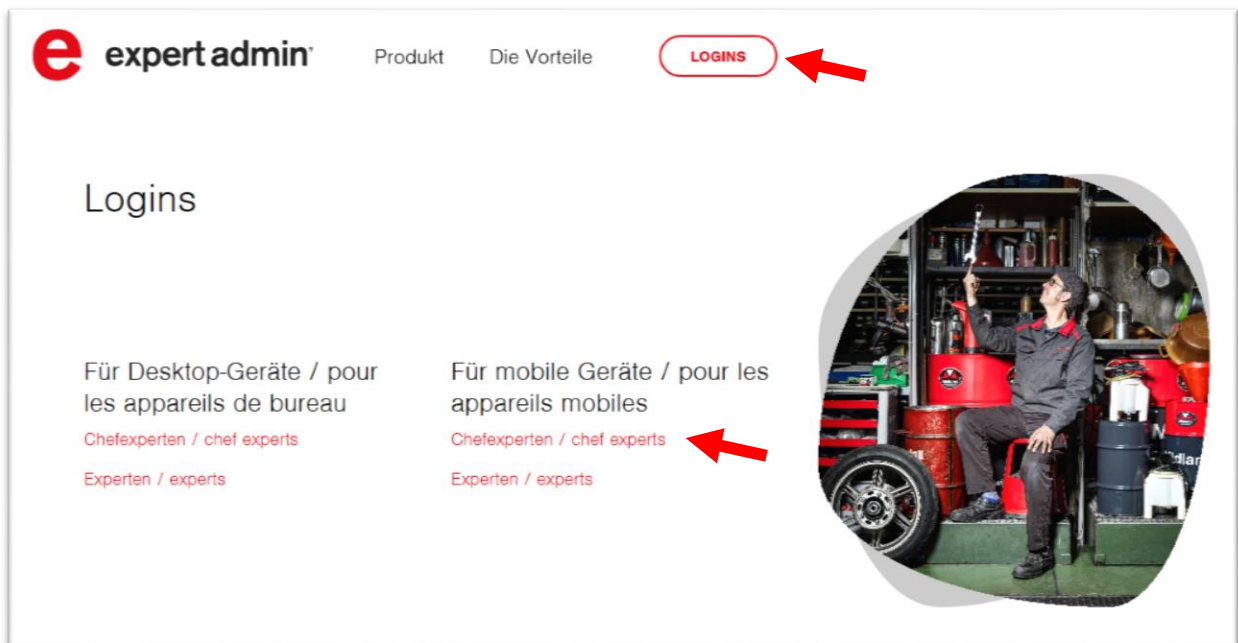 e expert admin
Produkt
Die Vorteile
LOGINS
Logins
Für Desktop-Geräte / pour
les appareils de bureau
Chefexperten / chef experts
Experten / experts
Für mobile Geräte / pour les
appareils mobiles
Chefexperten / chef experts
Experten / experts